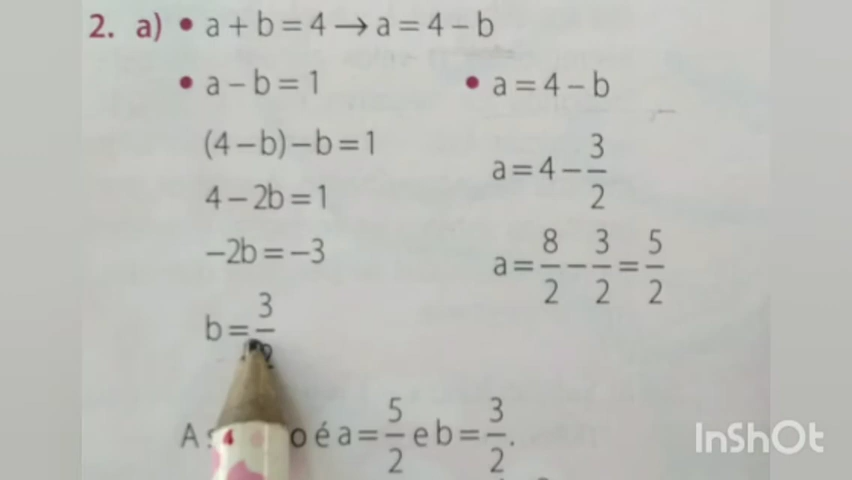 2. a) • a + b = 4 → a = 4 – b
• a – b = 1
(4 – b) – b = 1
4 – 2b = 1
–2b = –3
b = 3/2
• a = 4 – b
a = 4 – 3/2
a = 8/2 – 3/2 = 5/2
A é a = 5/2 e b = 3/2.
InShOt